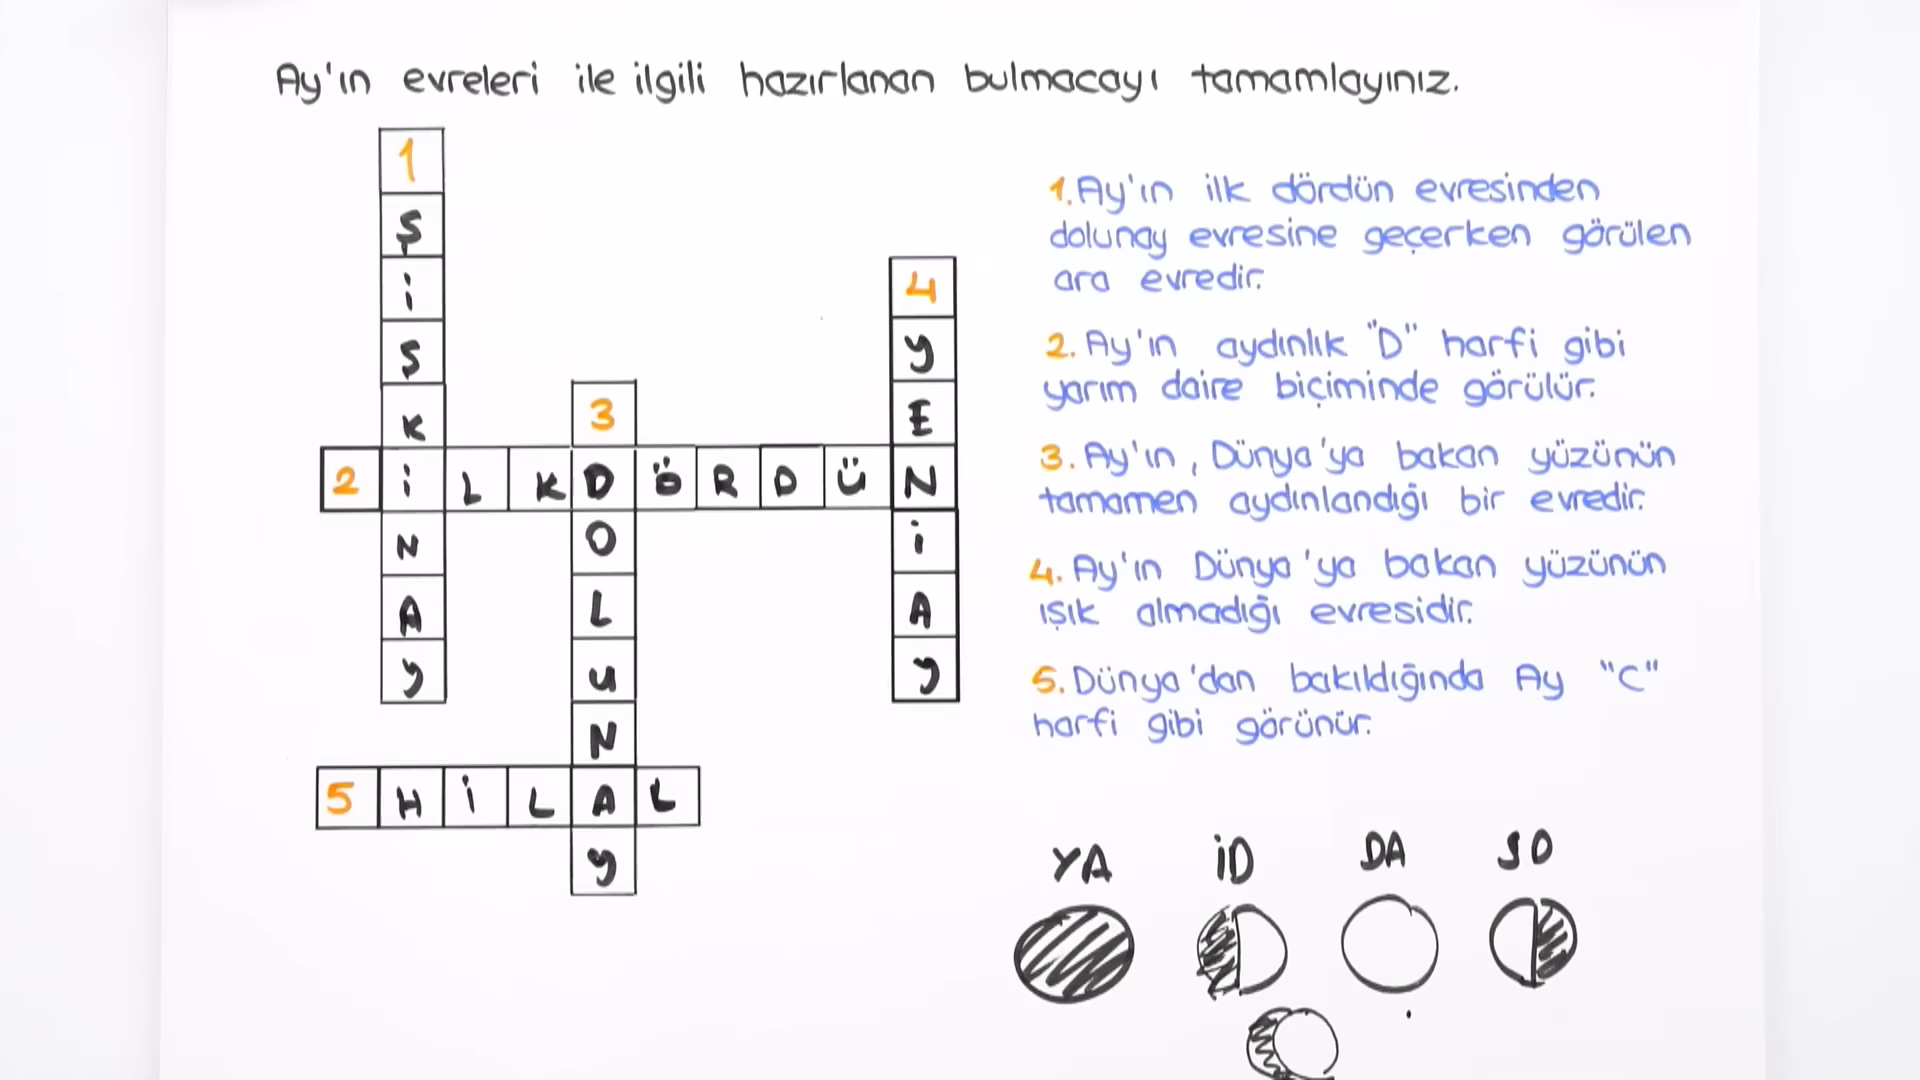 Ay'ın evreleri ile ilgili hazırlanan bulmacayı tamamlayınız.
1
Ş
İ
Ş
K
2 İ L K D Ö R D Ü N
N
A
Y
3
D
O
L
U
N
A
Y
4
Y
E
N
İ
A
Y
5 H İ L A L
1. Ay'ın ilk dördün evresinden
dolunay evresine geçerken görülen
ara evredir.
2. Ay'ın aydınlık "D" harfi gibi
yarım daire biçiminde görülür.
3. Ay'ın, Dünya'ya bakan yüzünün
tamamen aydınlandığı bir evredir.
4. Ay'ın Dünya'ya bakan yüzünün
ışık almadığı evresidir.
5. Dünya'dan bakıldığında Ay "C"
harfi gibi görünür.
YA İD DA SD